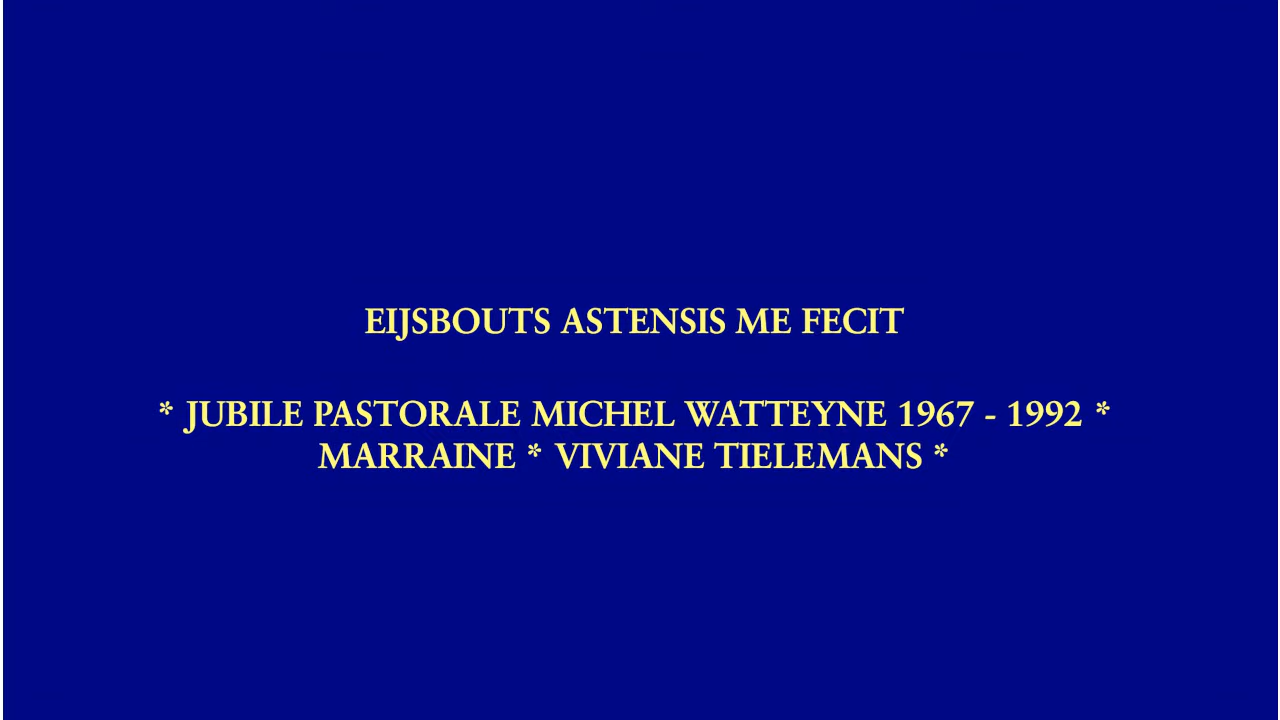 EIJSBOUTS ASTENSIS ME FECIT
* JUBILE PASTORALE MICHEL WATTEYNE 1967 - 1992 *
MARRAINE * VIVIANE TIELEMANS *